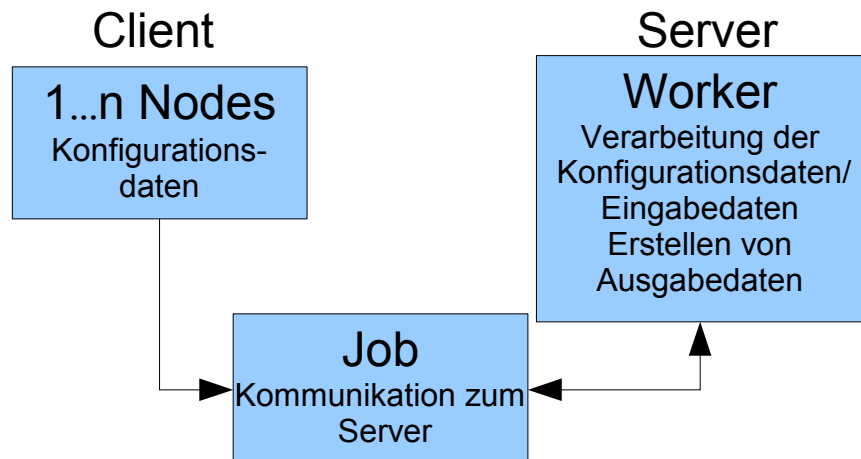 Client
1...n Nodes
Konfigurations-
daten
Server
Worker
Verarbeitung der
Konfigurationsdaten/
Eingabedaten
Erstellen von
Ausgabedaten
Job
Kommunikation zum
Server